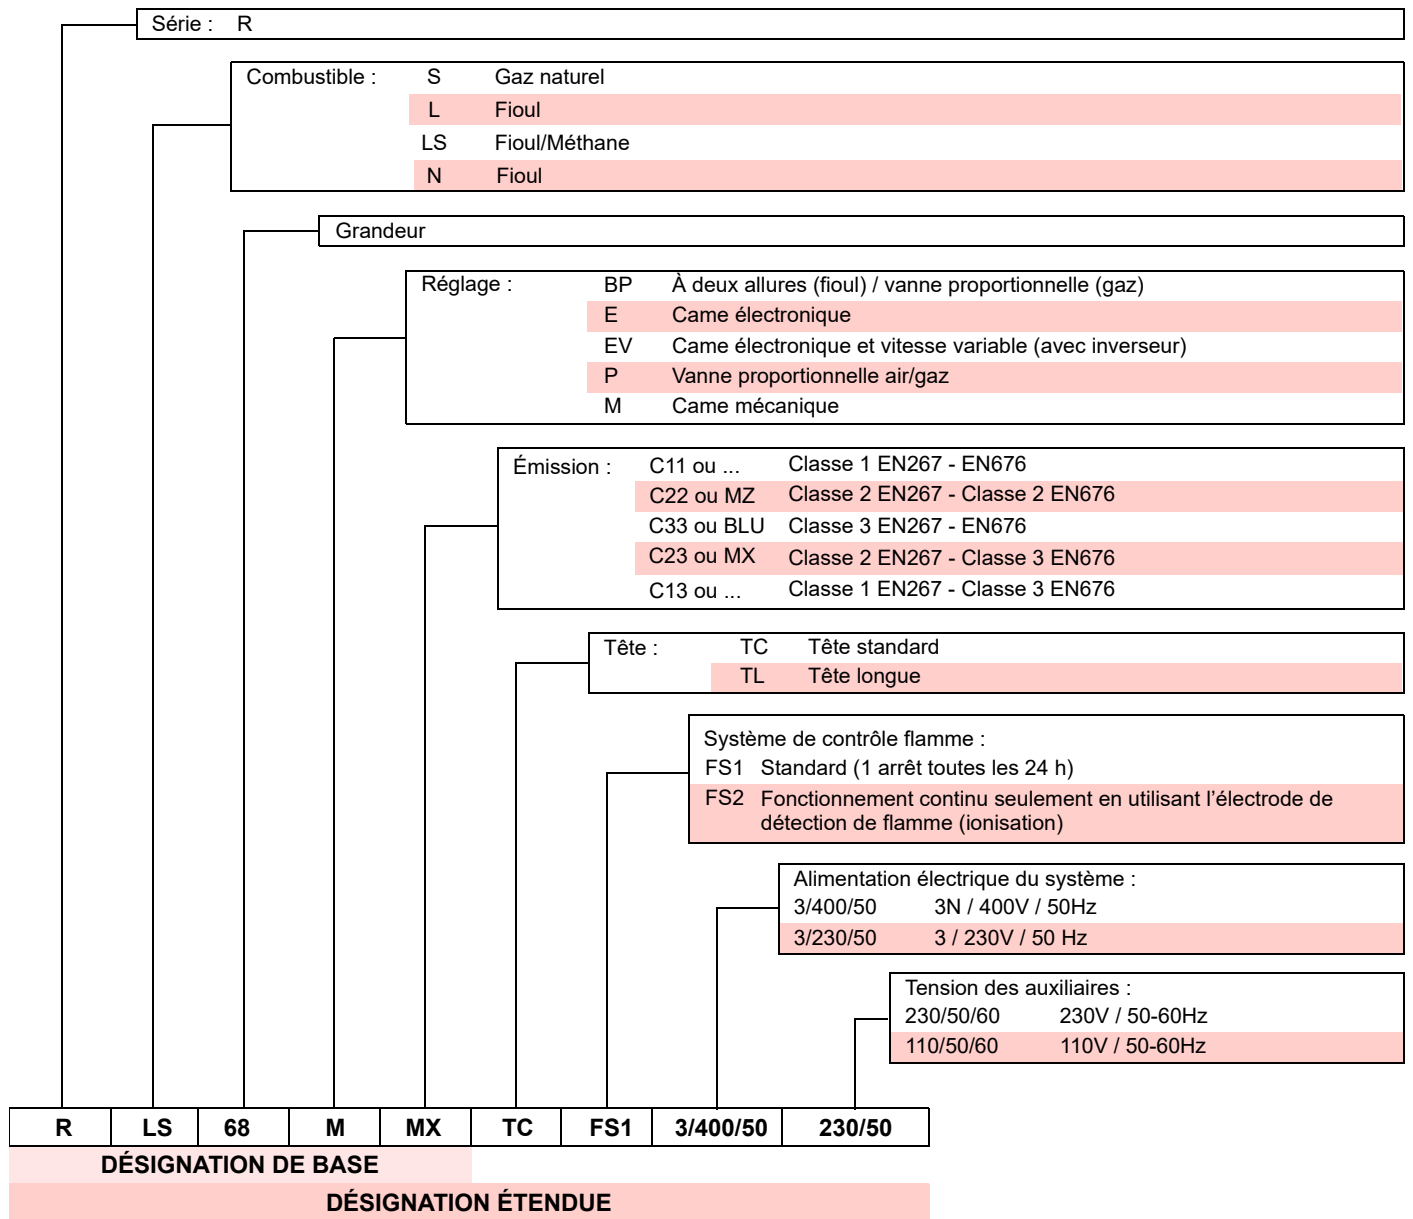 Série : R
Combustible : S Gaz naturel
L Fioul
LS Fioul/Méthane
N Fioul
Grandeur
Réglage : BP À deux allures (fioul) / vanne proportionnelle (gaz)
E Came électronique
EV Came électronique et vitesse variable (avec inverseur)
P Vanne proportionnelle air/gaz
M Came mécanique
Émission : C11 ou ... Classe 1 EN267 - EN676
C22 ou MZ Classe 2 EN267 - Classe 2 EN676
C33 ou BLU Classe 3 EN267 - EN676
C23 ou MX Classe 2 EN267 - Classe 3 EN676
C13 ou ... Classe 1 EN267 - Classe 3 EN676
Tête : TC Tête standard
TL Tête longue
Système de contrôle flamme :
FS1 Standard (1 arrêt toutes les 24 h)
FS2 Fonctionnement continu seulement en utilisant l’électrode de
détection de flamme (ionisation)
Alimentation électrique du système :
3/400/50 3N / 400V / 50Hz
3/230/50 3 / 230V / 50 Hz
Tension des auxiliaires :
230/50/60 230V / 50-60Hz
110/50/60 110V / 50-60Hz
R LS 68 M MX TC FS1 3/400/50 230/50
DÉSIGNATION DE BASE
DÉSIGNATION ÉTENDUE